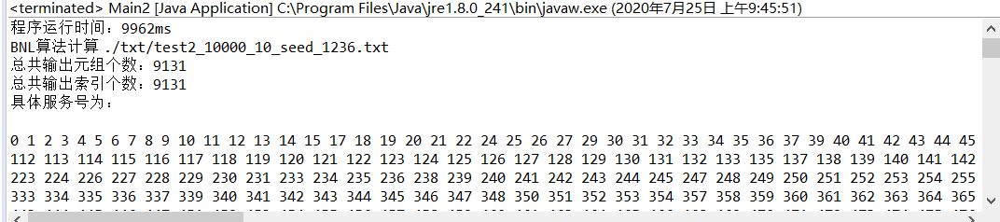 <terminated> Main2 [Java Application] C:\Program Files\Java\jre1.8.0_241\bin\javaw.exe (2020年7月25日 上午9:45:51)
程序运行时间：9962ms
BNL算法计算 ./txt/test2_10000_10_seed_1236.txt
总共输出元组个数：9131
总共输出索引个数：9131
具体服务号为：
0 1 2 3 4 5 6 7 8 9 10 11 12 13 14 15 16 17 18 19 20 21 22 24 25 26 27 29 30 31 32 33 34 35 36 37 39 40 41 42 43 44 45
112 113 114 115 116 117 118 119 120 121 122 123 127 128 129 130 131 132 133 135 137 138 139 140 141 142
223 224 226 227 228 229 230 231 233 234 235 236 238 239 240 241 242 243 244 245 247 248 249 250 251 252 253 254 255
333 334 335 336 337 339 340 341 342 343 344 345 346 347 348 350 351 352 353 354 357 358 359 360 361 362 363 364 365